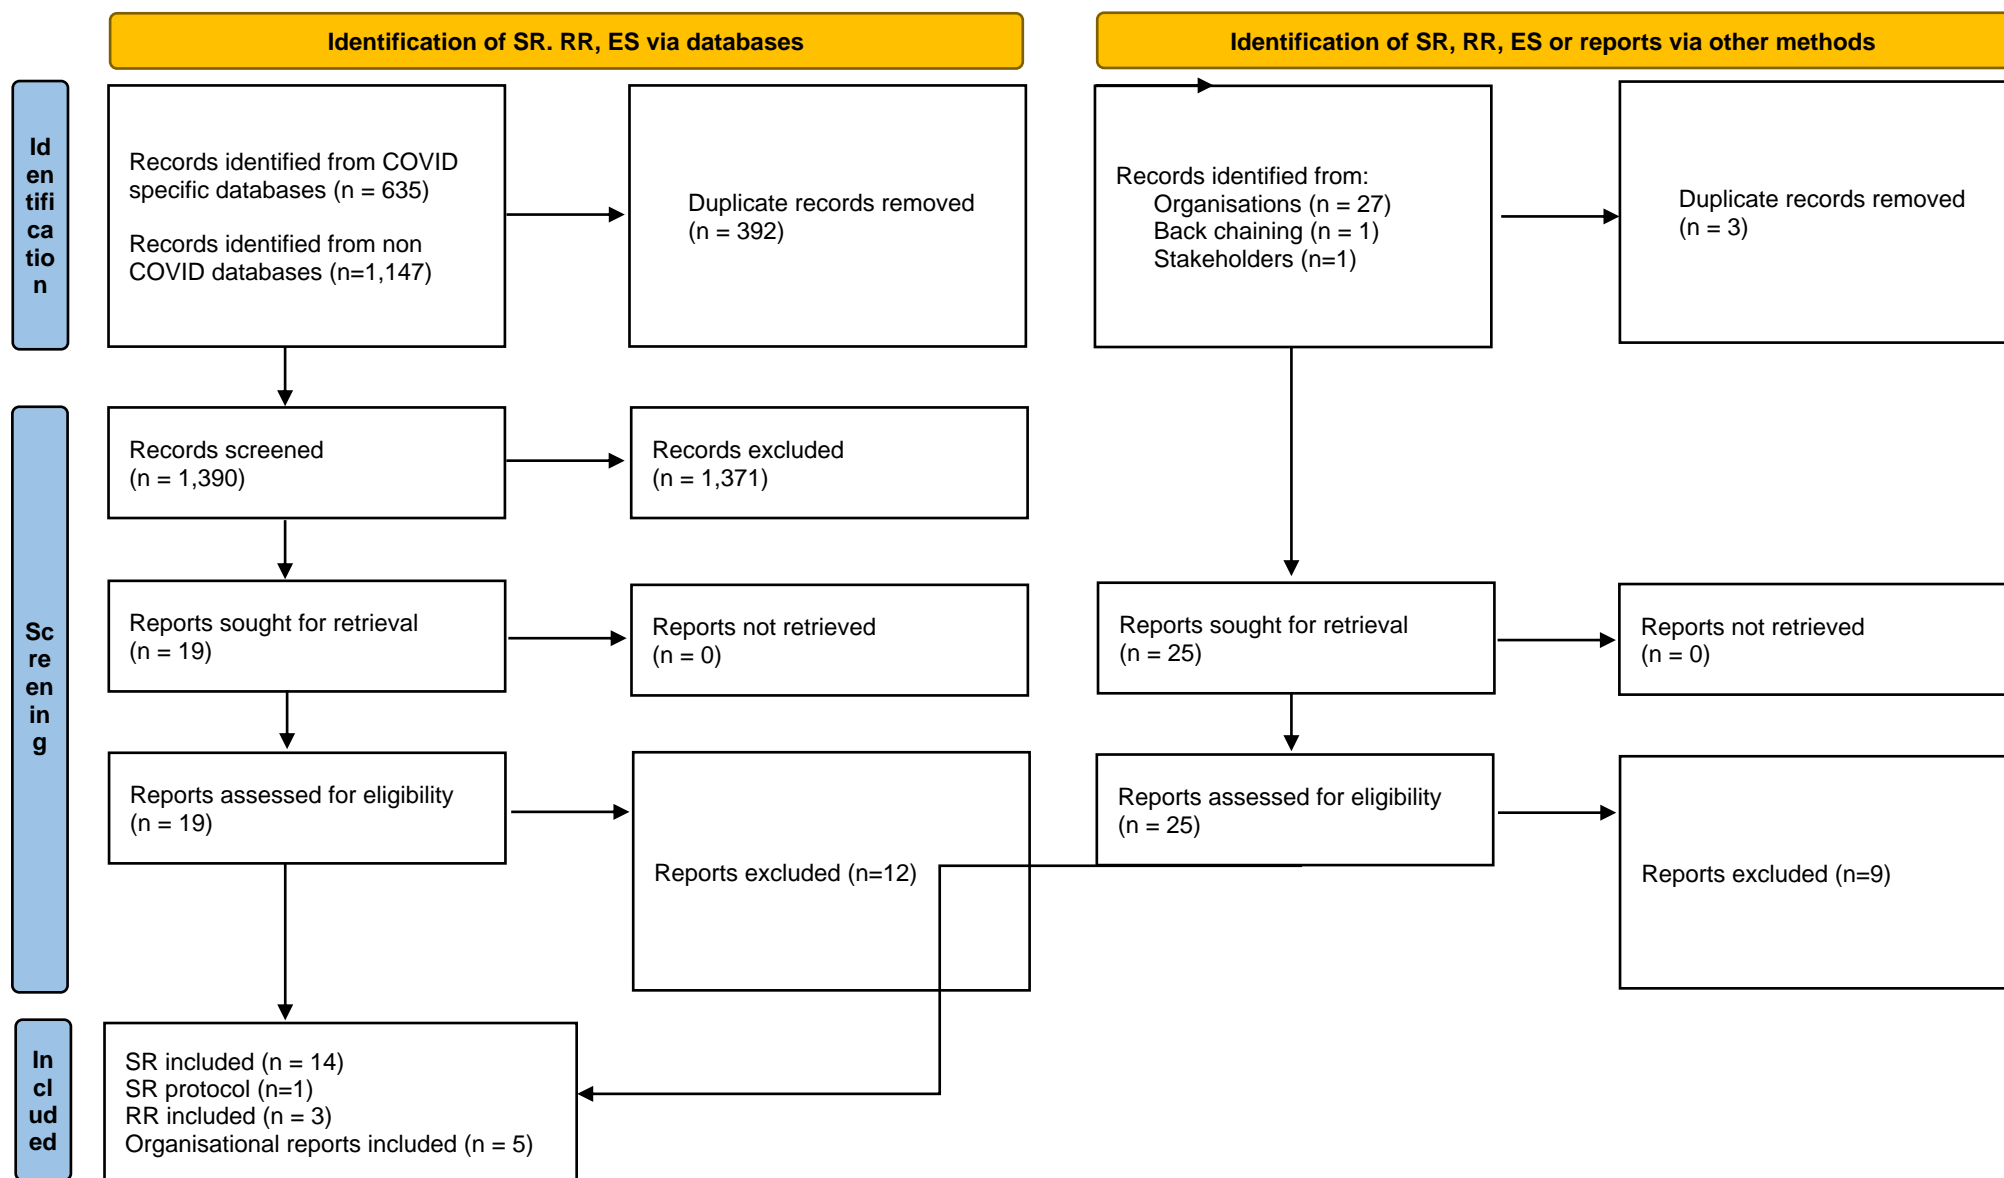 Identification of SR. RR, ES via databases
Identification of SR, RR, ES or reports via other methods
Id
en
tifi
ca
tio
n
Records identified from COVID
specific databases (n = 635)
Records identified from non
COVID databases (n=1,147)
Duplicate records removed
(n = 392)
Records identified from:
Organisations (n = 27)
Back chaining (n = 1)
Stakeholders (n=1)
Duplicate records removed
(n = 3)
Sc
re
en
in
g
Records screened
(n = 1,390)
Records excluded
(n = 1,371)
Reports sought for retrieval
(n = 19)
Reports not retrieved
(n = 0)
Reports sought for retrieval
(n = 25)
Reports not retrieved
(n = 0)
Reports assessed for eligibility
(n = 19)
Reports excluded (n=12)
Reports assessed for eligibility
(n = 25)
Reports excluded (n=9)
In
cl
ud
ed
SR included (n = 14)
SR protocol (n=1)
RR included (n = 3)
Organisational reports included (n = 5)